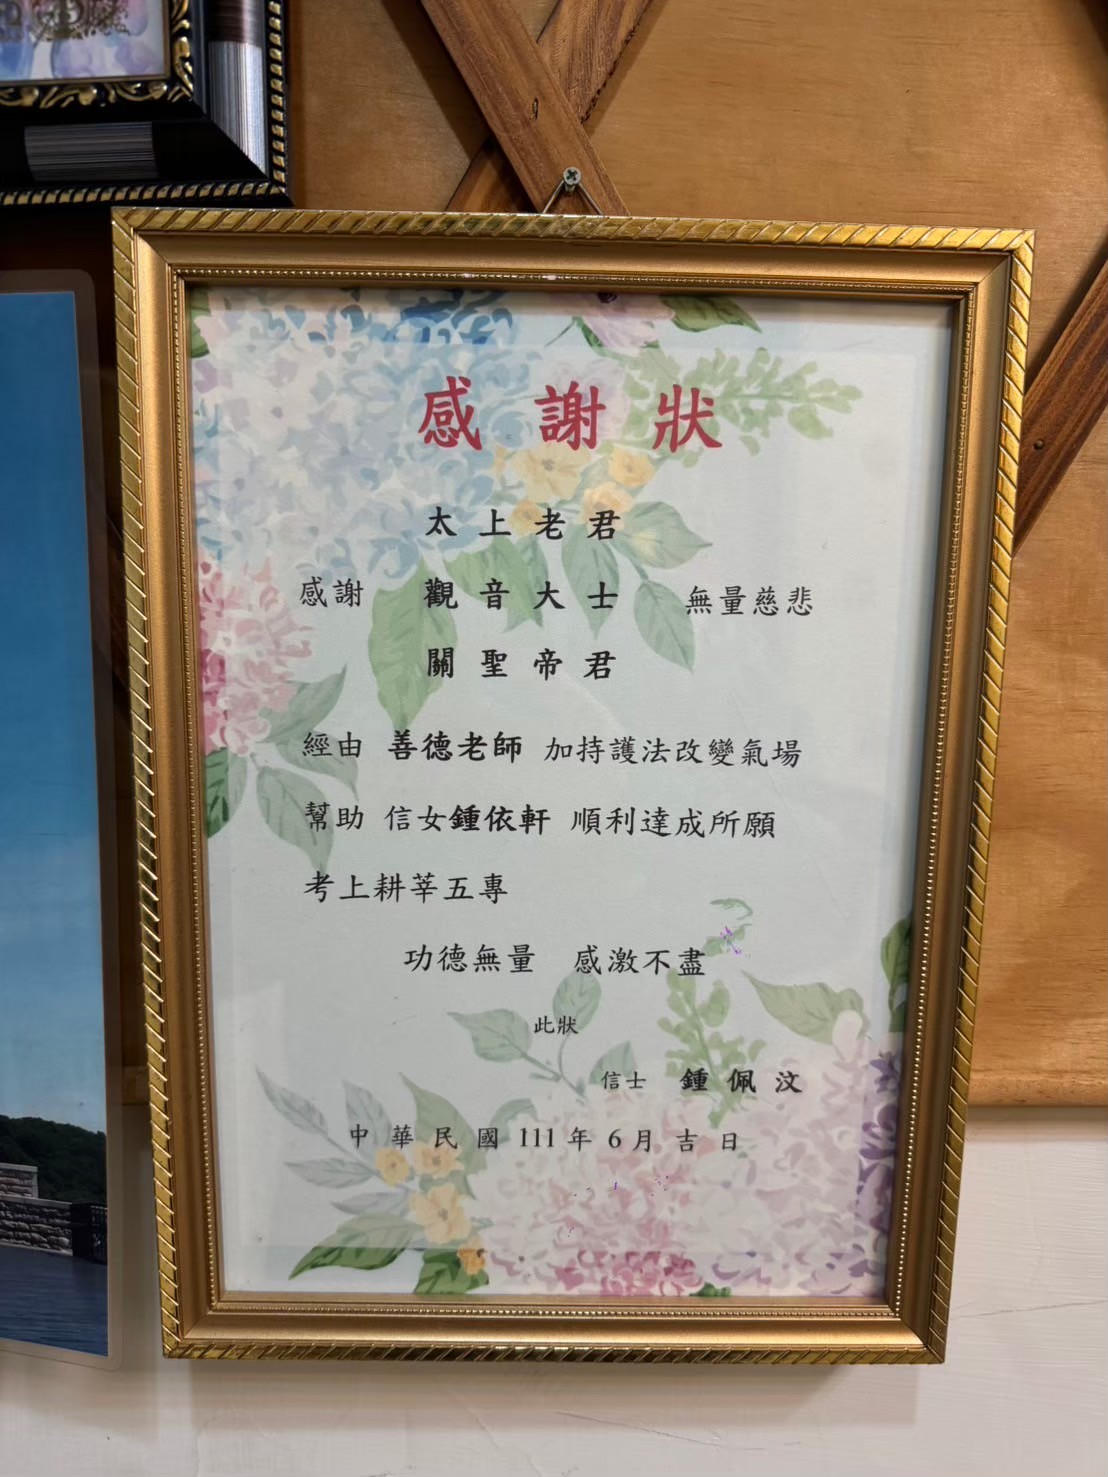 感謝狀
太上老君
感謝 觀音大士 無量慈悲
關聖帝君
經由 善德老師 加持護法改變氣場
幫助 信女鍾依軒 順利達成所願
考上耕莘五專
功德無量 感激不盡
此狀
信士 鍾佩汶
中華民國 111 年 6 月 吉日